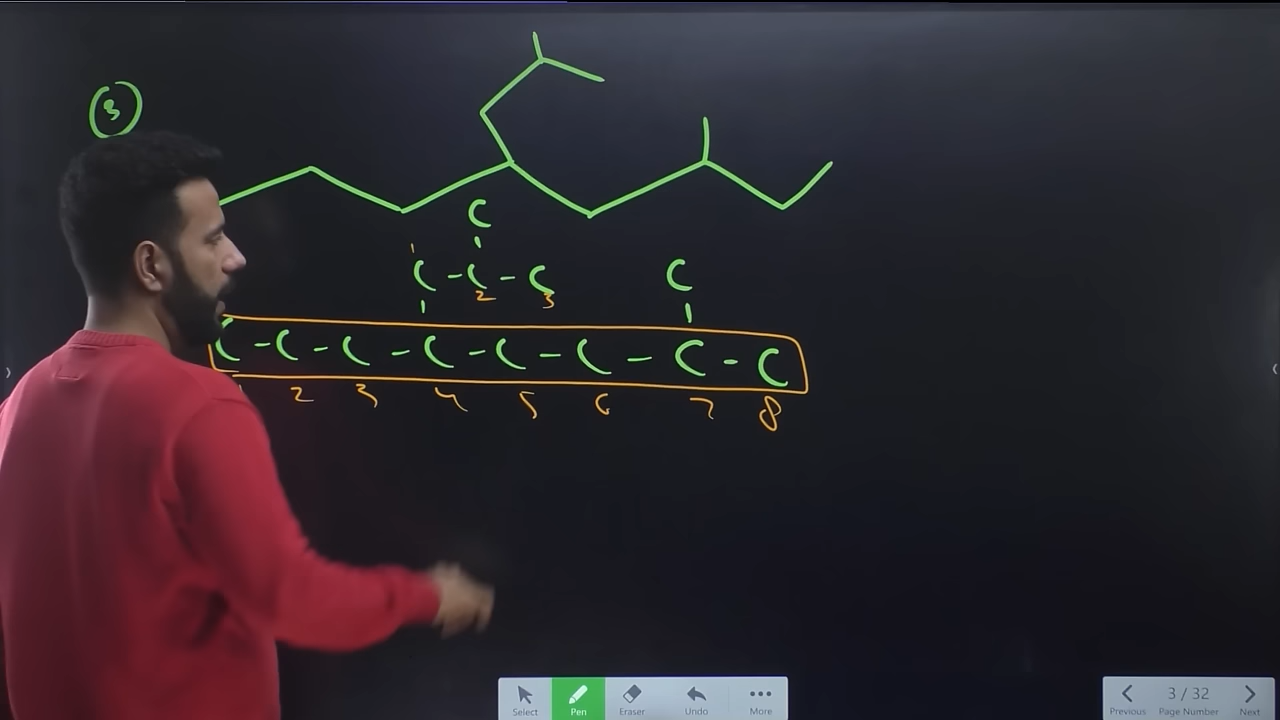 3
C
1
C - C - C
C
2 3
C - C - C - C - C - C - C - C
2 3 4 5 6 7 8
Select Pen Eraser Undo More
3 / 32
Previous Page Number Next